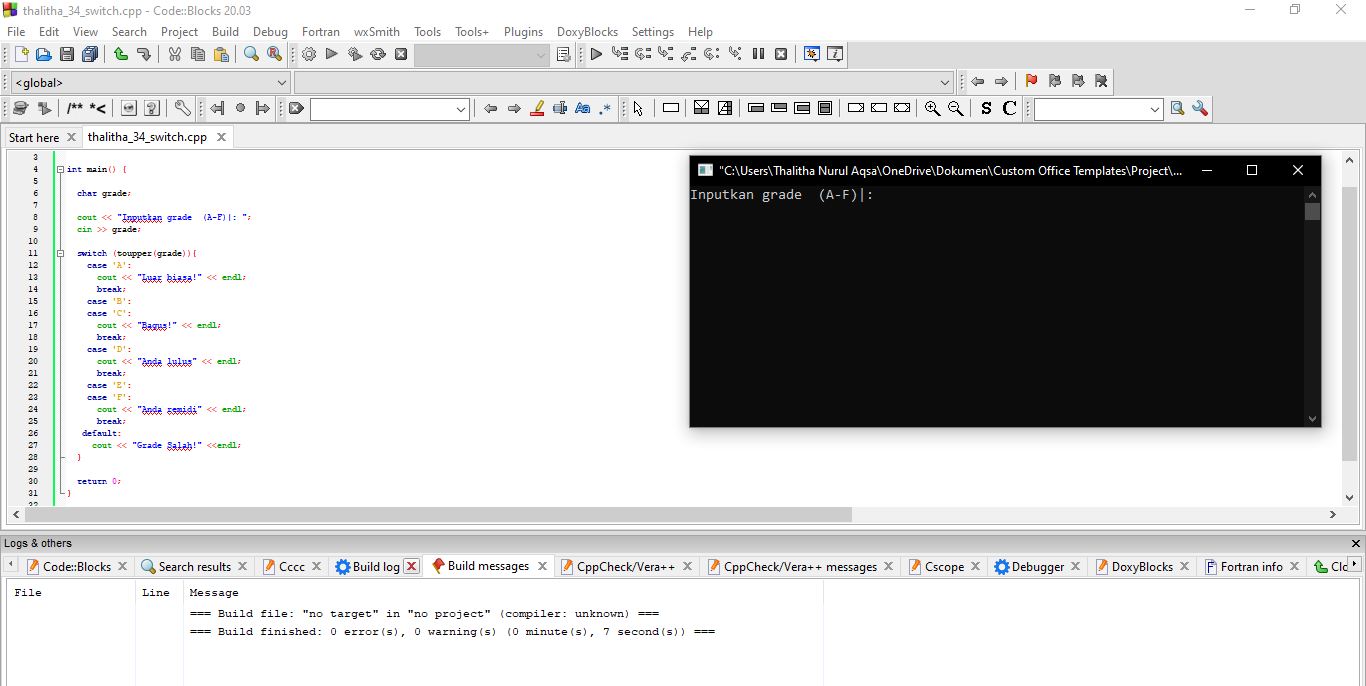 thalitha_34_switch.cpp - Code::Blocks 20.03
File Edit View Search Project Build Debug Fortran wxSmith Tools Tools+ Plugins DoxyBlocks Settings Help
<global>
/** *< Aa .* S C
Start here thalitha_34_switch.cpp
3
4 int main() {
5
6 char grade;
7
8 cout << "Inputkan grade  (A-F)|: ";
9 cin >> grade;
10
11 switch (toupper(grade)){
12 case 'A':
13 cout << "Luar biasa!" << endl;
14 break;
15 case 'B':
16 case 'C':
17 cout << "Bagus!" << endl;
18 break;
19 case 'D':
20 cout << "Anda lulus" << endl;
21 break;
22 case 'E':
23 case 'F':
24 cout << "Anda remidi" << endl;
25 break;
26 default:
27 cout << "Grade Salah!" <<endl;
28 }
29
30 return 0;
31 }
32
"C:\Users\Thalitha Nurul Aqsa\OneDrive\Dokumen\Custom Office Templates\Project\...
Inputkan grade  (A-F)|:
Logs & others
Code::Blocks Search results Cccc Build log Build messages CppCheck/Vera++ CppCheck/Vera++ messages Cscope Debugger DoxyBlocks Fortran info Clo
File Line Message
=== Build file: "no target" in "no project" (compiler: unknown) ===
=== Build finished: 0 error(s), 0 warning(s) (0 minute(s), 7 second(s)) ===